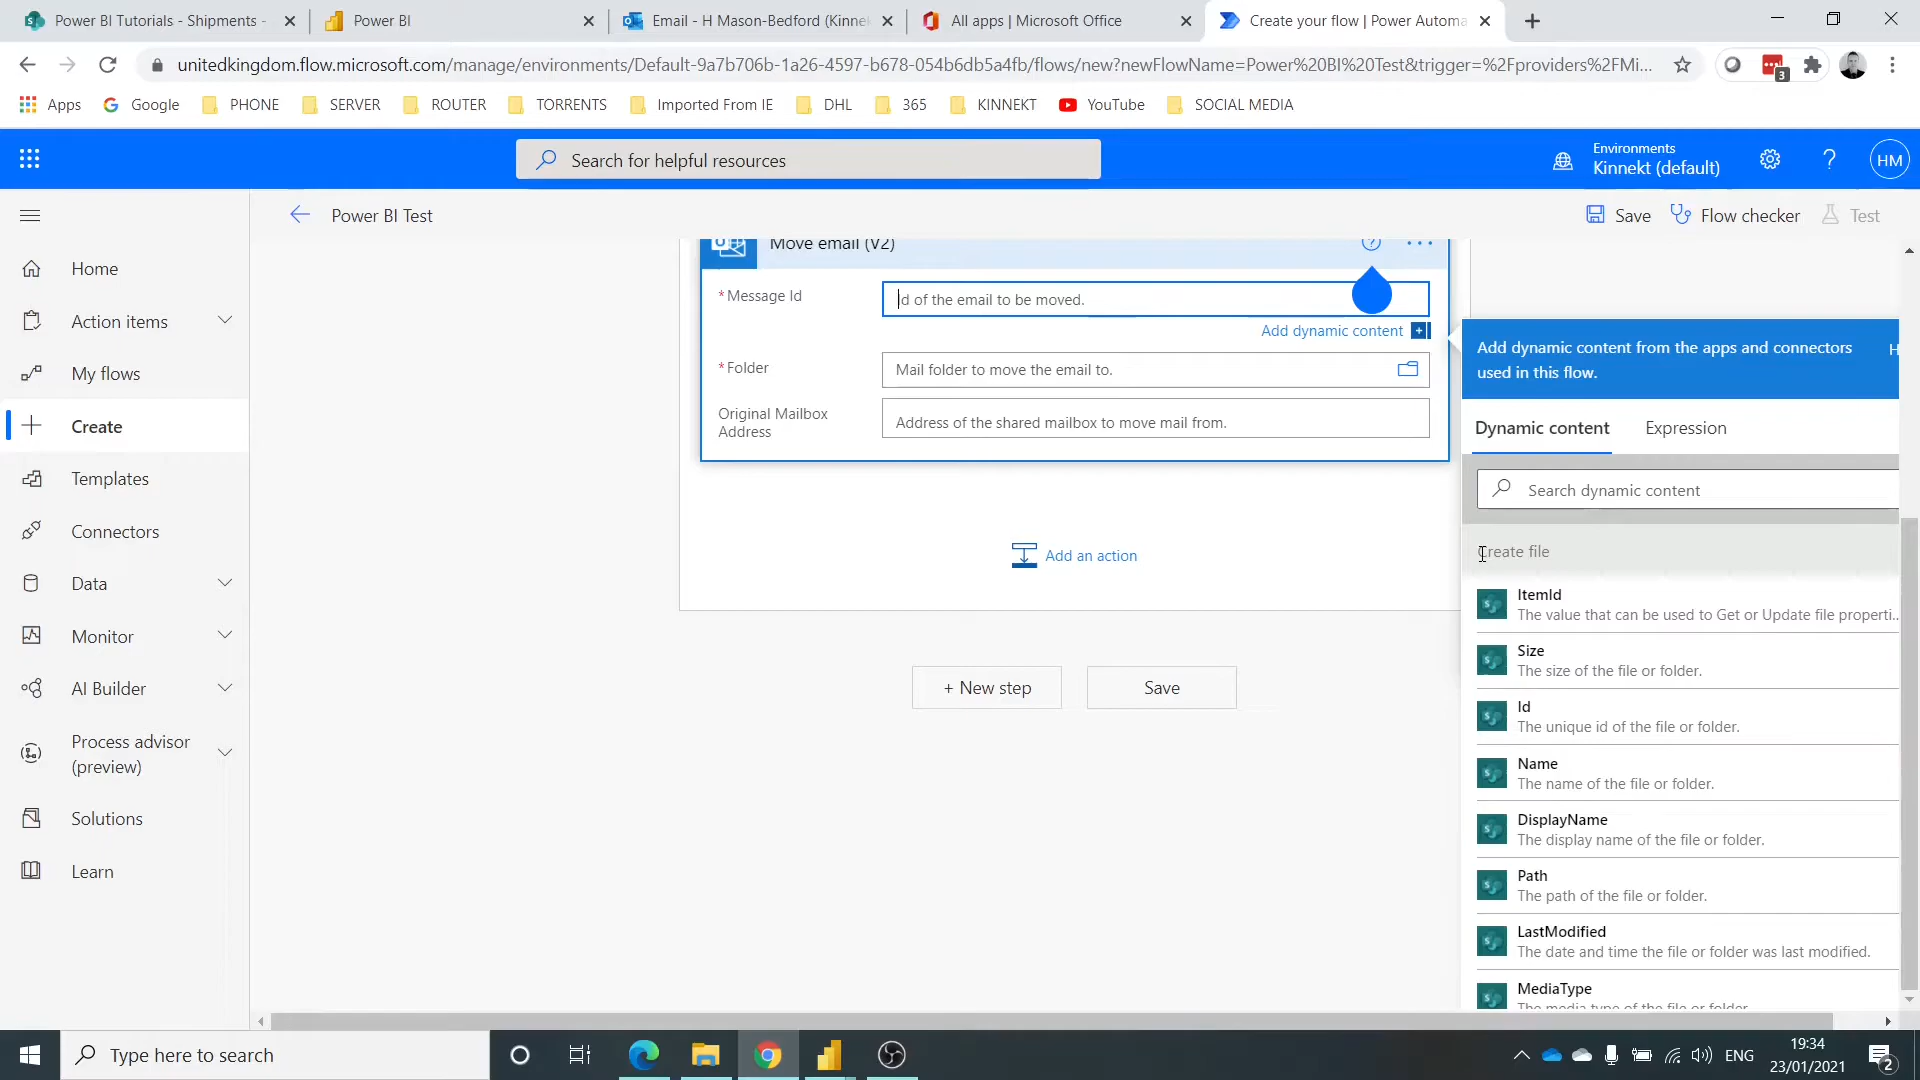 Power BI Tutorials - Shipments -
Power BI
Email - H Mason-Bedford (Kinnek
All apps | Microsoft Office
Create your flow | Power Automa
unitedkingdom.flow.microsoft.com/manage/environments/Default-9a7b706b-1a26-4597-b678-054b6db5a4fb/flows/new?newFlowName=Power%20BI%20Test&trigger=%2Fproviders%2FMi...
3
Apps
Google
PHONE
SERVER
ROUTER
TORRENTS
Imported From IE
DHL
365
KINNEKT
YouTube
SOCIAL MEDIA
Search for helpful resources
Environments
Kinnekt (default)
HM
Power BI Test
Save
Flow checker
Test
Home
Action items
My flows
Create
Templates
Connectors
Data
Monitor
AI Builder
Process advisor
(preview)
Solutions
Learn
Move email (V2)
* Message Id
Id of the email to be moved.
Add dynamic content
* Folder
Mail folder to move the email to.
Original Mailbox
Address
Address of the shared mailbox to move mail from.
Add an action
+ New step
Save
Add dynamic content from the apps and connectors
used in this flow.
H
Dynamic content
Expression
Search dynamic content
Create file
ItemId
The value that can be used to Get or Update file properti...
Size
The size of the file or folder.
Id
The unique id of the file or folder.
Name
The name of the file or folder.
DisplayName
The display name of the file or folder.
Path
The path of the file or folder.
LastModified
The date and time the file or folder was last modified.
MediaType
The media type of the file or folder
Type here to search
ENG
19:34
23/01/2021
2